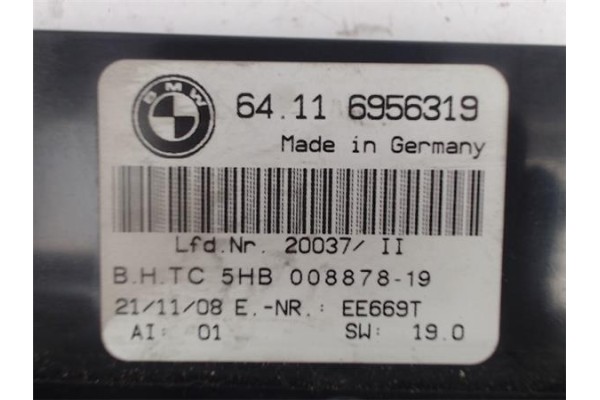 BMW
64.11 6956319
Made in Germany
Lfd.Nr. 20037/ II
B.H.TC 5HB 008878-19
21/11/08 E.-NR.: EE669T
AI: 01 SW: 19.0